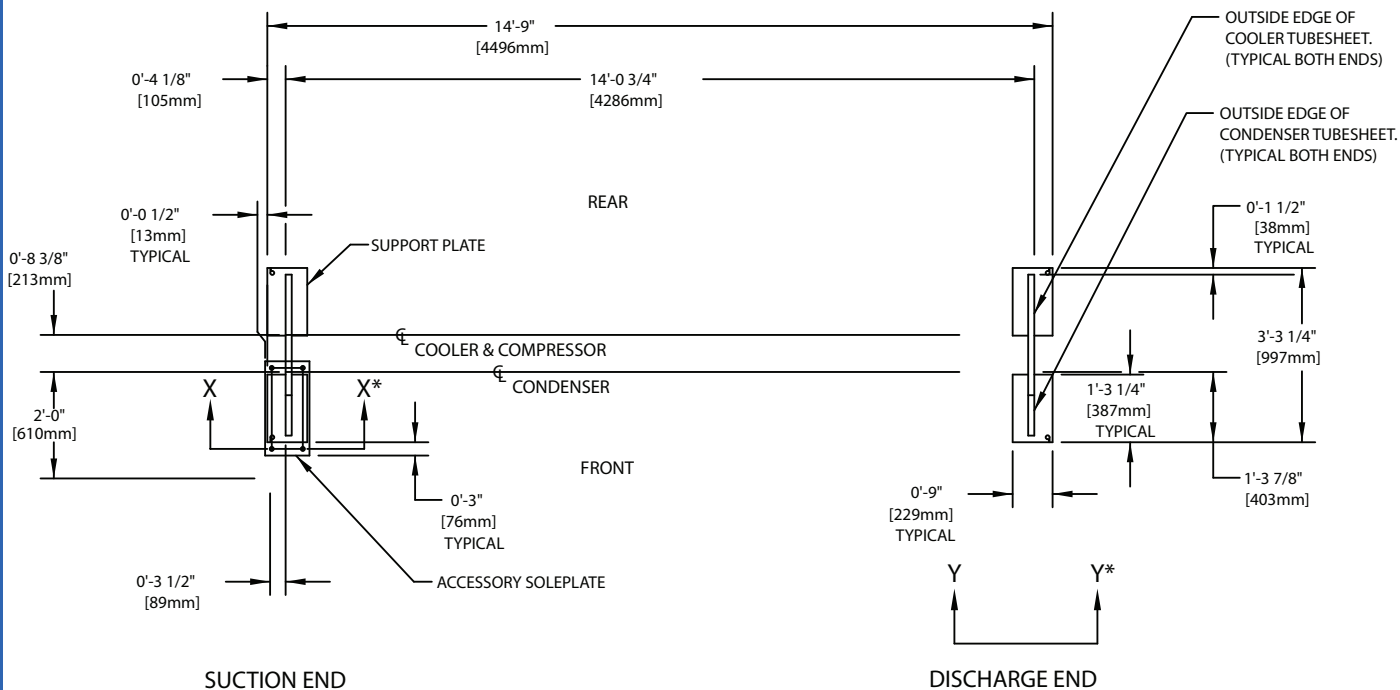 14'-9"
[4496mm]
OUTSIDE EDGE OF
COOLER TUBESHEET.
(TYPICAL BOTH ENDS)
0'-4 1/8"
[105mm]
14'-0 3/4"
[4286mm]
OUTSIDE EDGE OF
CONDENSER TUBESHEET.
(TYPICAL BOTH ENDS)
REAR
0'-0 1/2"
[13mm]
TYPICAL
0'-1 1/2"
[38mm]
TYPICAL
SUPPORT PLATE
0'-8 3/8"
[213mm]
℄ COOLER & COMPRESSOR
3'-3 1/4"
[997mm]
℄ CONDENSER
X X*
1'-3 1/4"
[387mm]
TYPICAL
2'-0"
[610mm]
FRONT
1'-3 7/8"
[403mm]
0'-3"
[76mm]
TYPICAL
0'-9"
[229mm]
TYPICAL
0'-3 1/2"
[89mm]
ACCESSORY SOLEPLATE
Y Y*
SUCTION END
DISCHARGE END